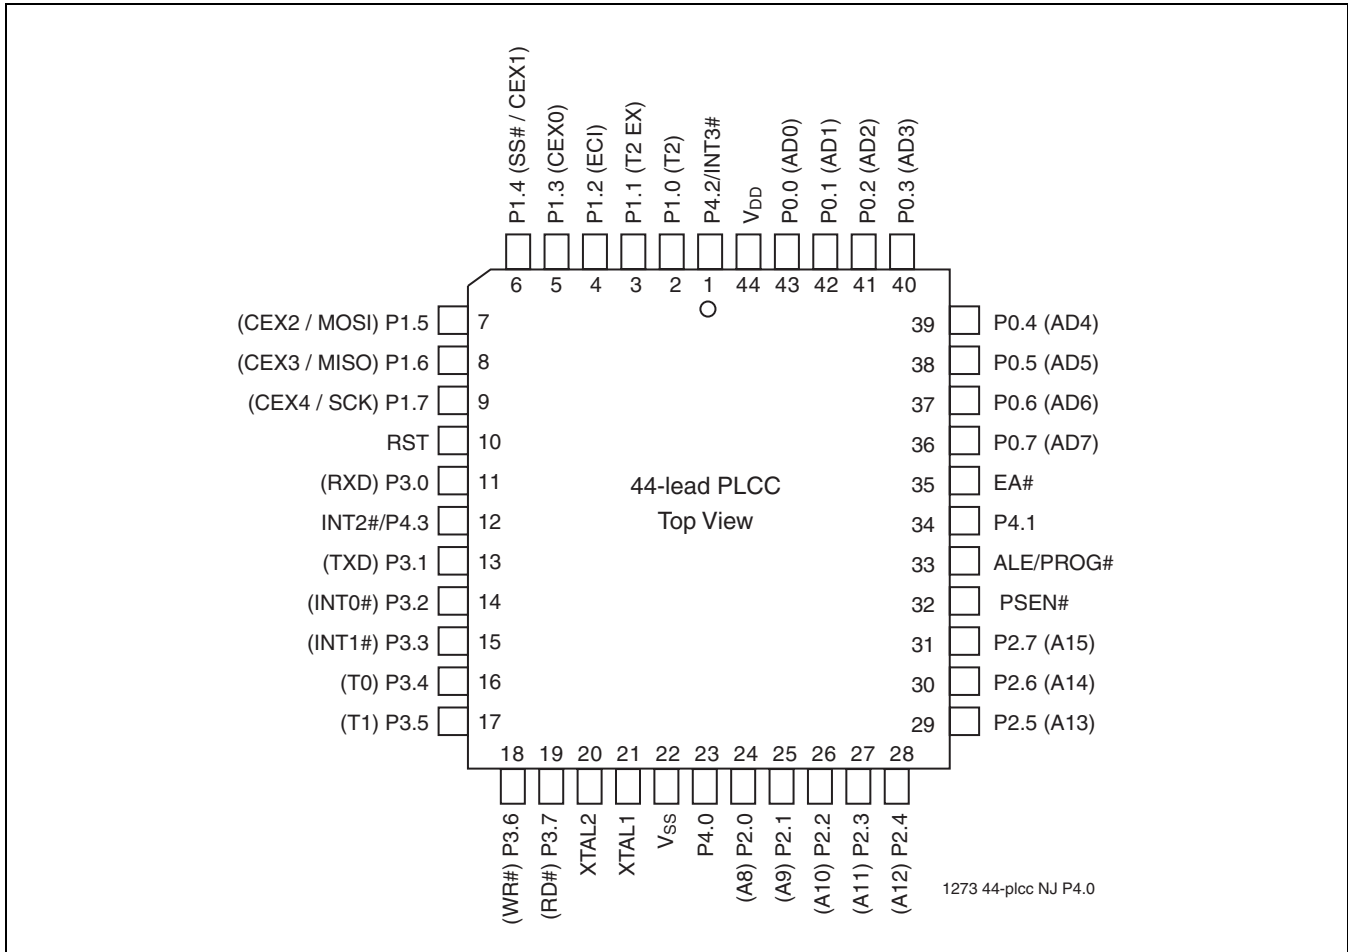 P1.4 (SS# / CEX1)
P1.3 (CEX0)
P1.2 (ECI)
P1.1 (T2 EX)
P1.0 (T2)
P4.2/INT3#
VDD
P0.0 (AD0)
P0.1 (AD1)
P0.2 (AD2)
P0.3 (AD3)
6 5 4 3 2 1 44 43 42 41 40
(CEX2 / MOSI) P1.5 7
39 P0.4 (AD4)
(CEX3 / MISO) P1.6 8
38 P0.5 (AD5)
(CEX4 / SCK) P1.7 9
37 P0.6 (AD6)
RST 10
36 P0.7 (AD7)
(RXD) P3.0 11
44-lead PLCC
35 EA#
INT2#/P4.3 12
Top View
34 P4.1
(TXD) P3.1 13
33 ALE/PROG#
(INT0#) P3.2 14
32 PSEN#
(INT1#) P3.3 15
31 P2.7 (A15)
(T0) P3.4 16
30 P2.6 (A14)
(T1) P3.5 17
29 P2.5 (A13)
18 19 20 21 22 23 24 25 26 27 28
(WR#) P3.6
(RD#) P3.7
XTAL2
XTAL1
VSS
P4.0
(A8) P2.0
(A9) P2.1
(A10) P2.2
(A11) P2.3
(A12) P2.4
1273 44-plcc NJ P4.0